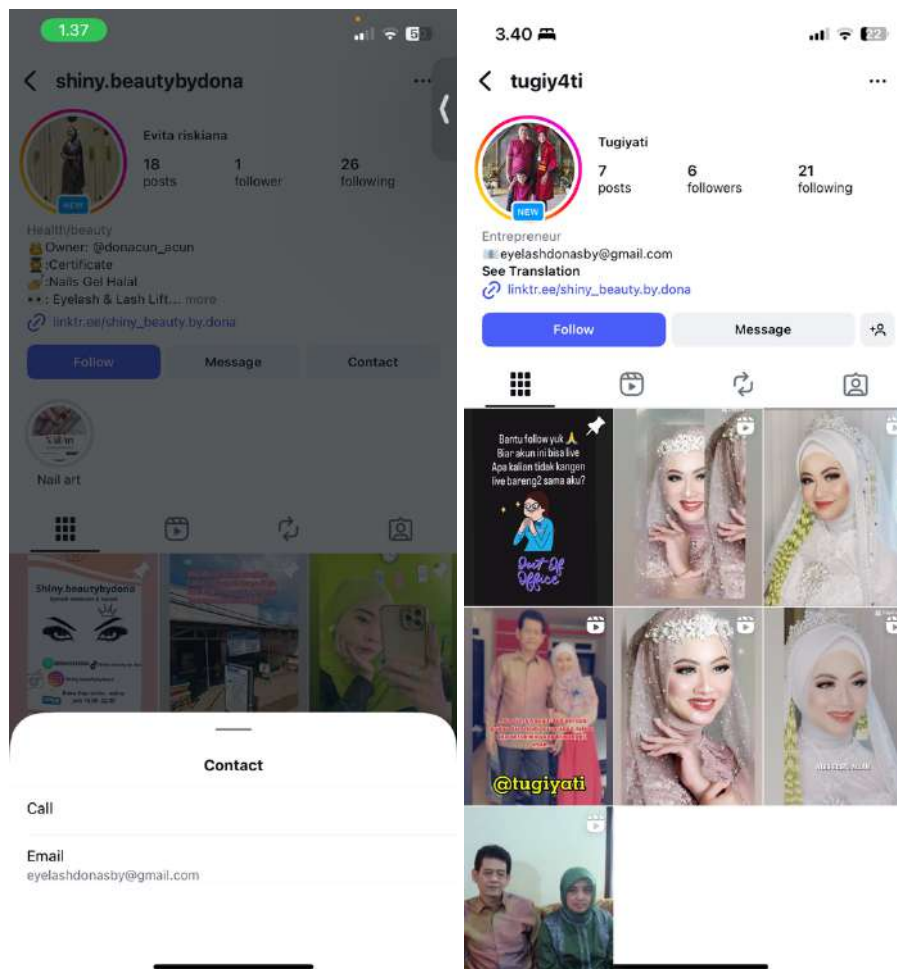 1.37
shiny.beautybydona
Evita riskiana
18
1
26
posts
follower
following
NEW
Health/beauty
Owner: @donacun_acun
:Certificate
:Nails Gel Halal
: Eyelash & Lash Lift... more
linktr.ee/shiny_beauty.by.dona
Follow
Message
Contact
Nail art
Shiny.beautybydona
Contact
Call
Email
eyelashdonasby@gmail.com
3.40
22
tugiy4ti
Tugiyati
7
6
21
posts
followers
following
NEW
Entrepreneur
eyelashdonasby@gmail.com
See Translation
linktr.ee/shiny_beauty.by.dona
Follow
Message
Bantu follow yuk
Biar akun ini bisa live
Apa kalian tidak kangen
live bareng2 sama aku?
Out Of
Office
@tugiyati